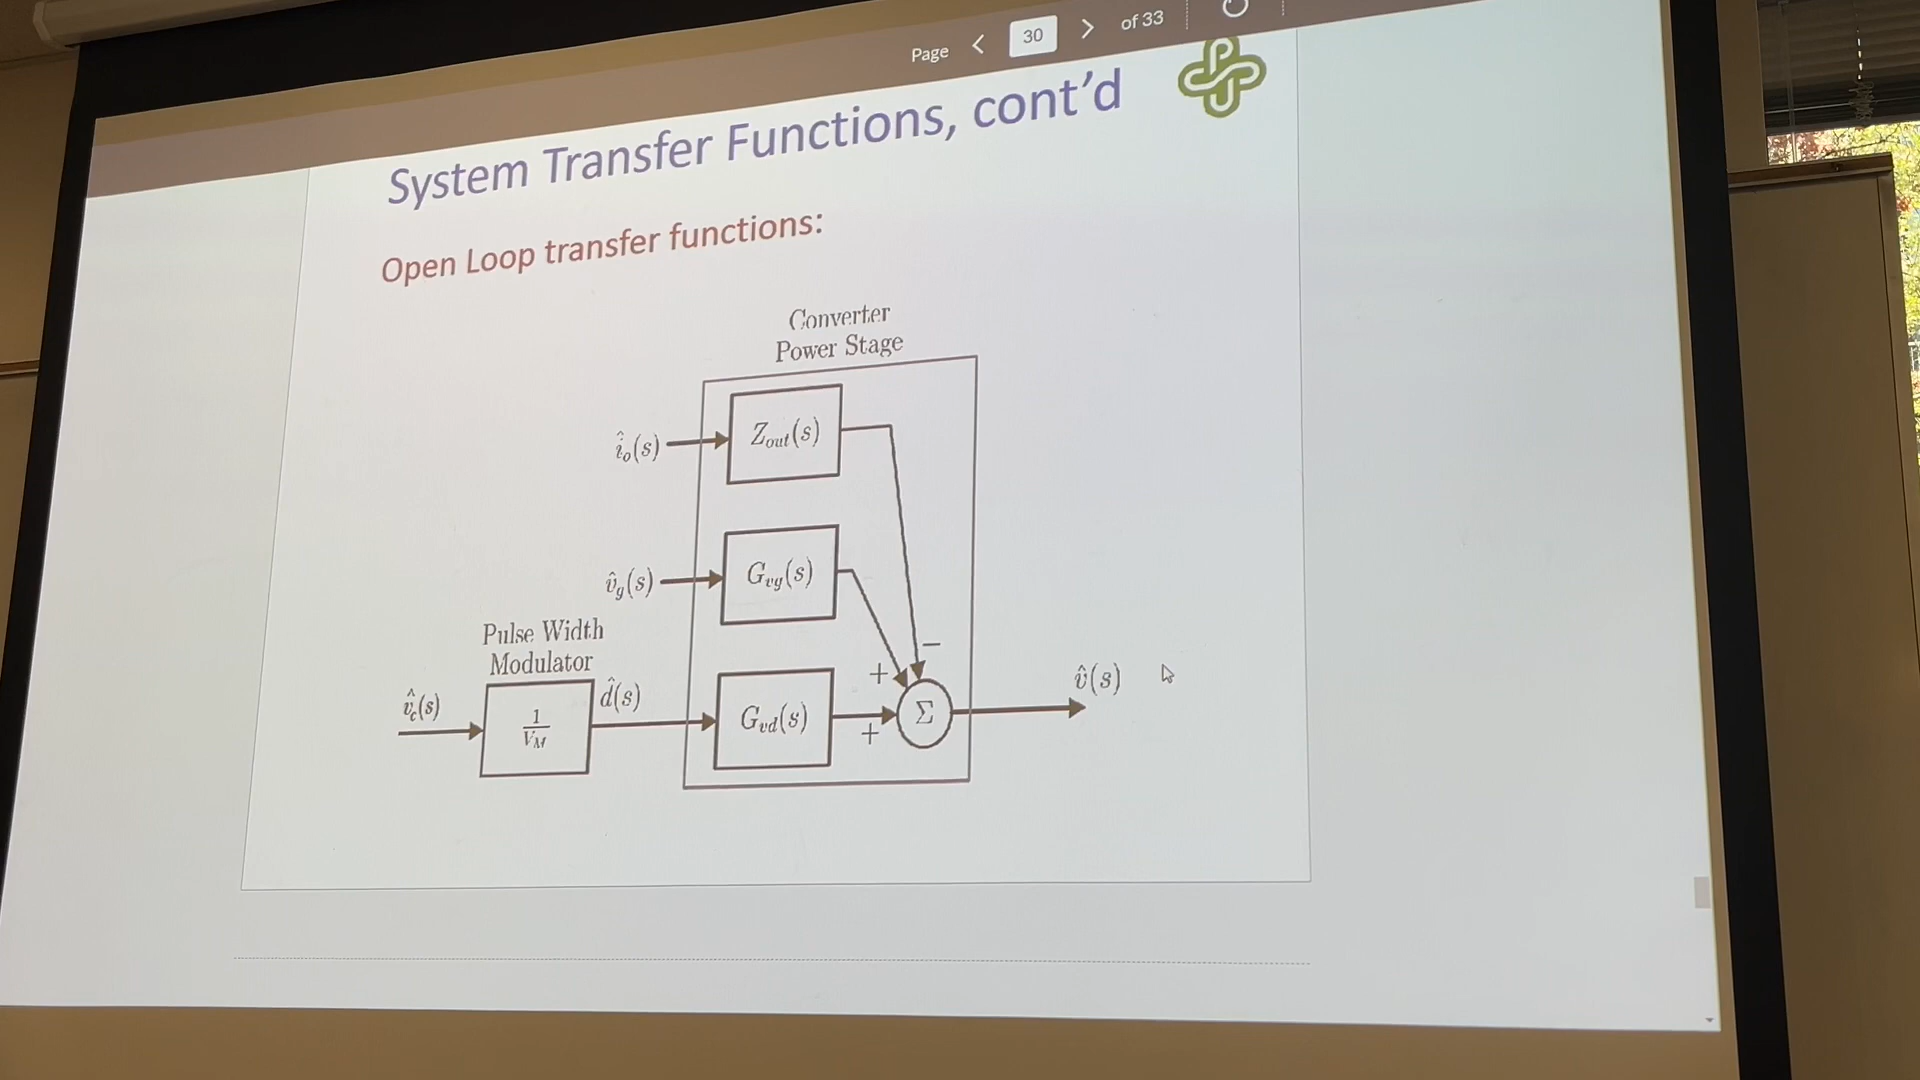 Page < 30 > of 33
System Transfer Functions, cont'd
Open Loop transfer functions:
Converter
Power Stage
î_o(s)
Z_out(s)
v̂_g(s)
G_vg(s)
Pulse Width
Modulator
v̂_c(s)
1/V_M
d̂(s)
G_vd(s)
+
+
−
Σ
v̂(s)